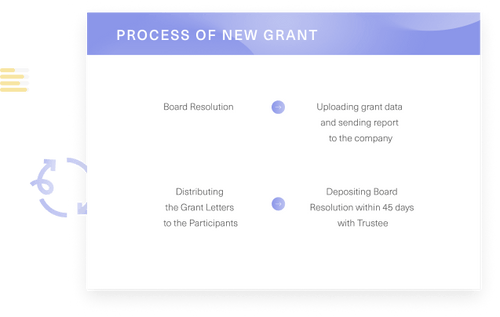 PROCESS OF NEW GRANT
Board Resolution
Uploading grant data
and sending report
to the company
Distributing
the Grant Letters
to the Participants
Depositing Board
Resolution within 45 days
with Trustee